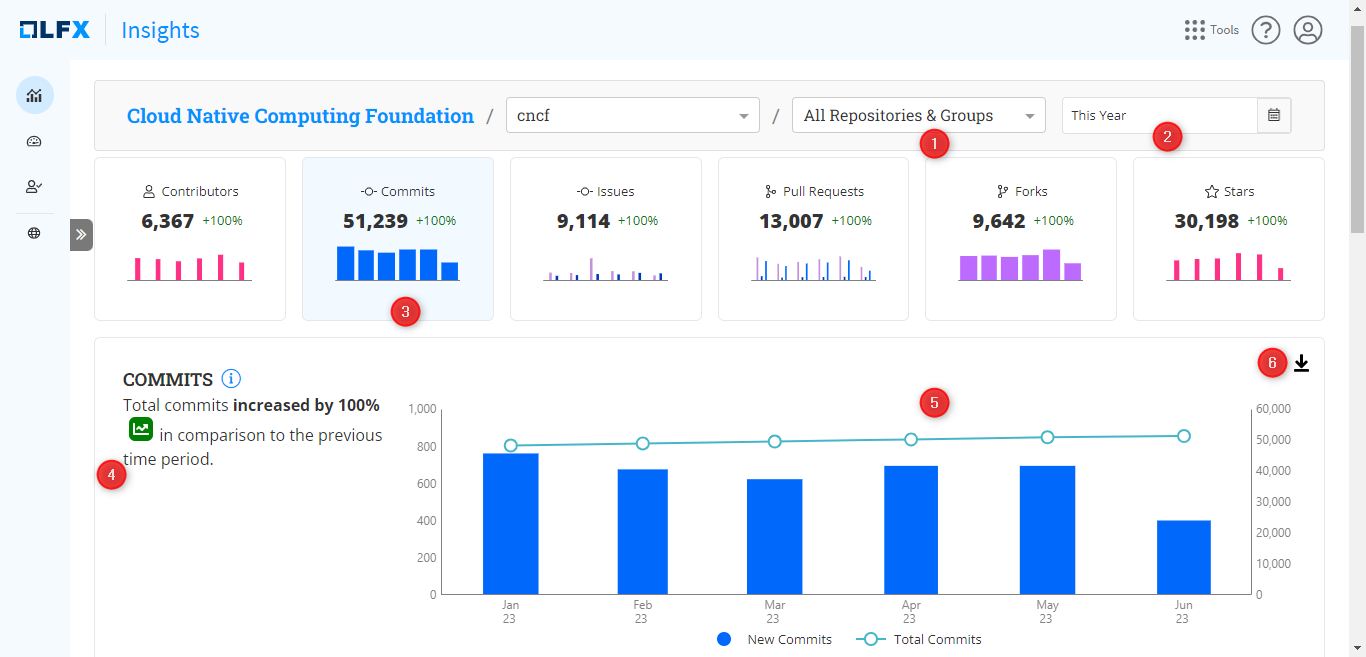 LFX Insights
Tools ?
Cloud Native Computing Foundation / cncf / All Repositories & Groups This Year
1 2
Contributors
6,367 +100%
Commits
51,239 +100%
Issues
9,114 +100%
Pull Requests
13,007 +100%
Forks
9,642 +100%
Stars
30,198 +100%
3
6
COMMITS i
Total commits increased by 100%
in comparison to the previous
time period.
4
5
1,000
800
600
400
200
0
60,000
50,000
40,000
30,000
20,000
10,000
0
Jan
23
Feb
23
Mar
23
Apr
23
May
23
Jun
23
New Commits Total Commits